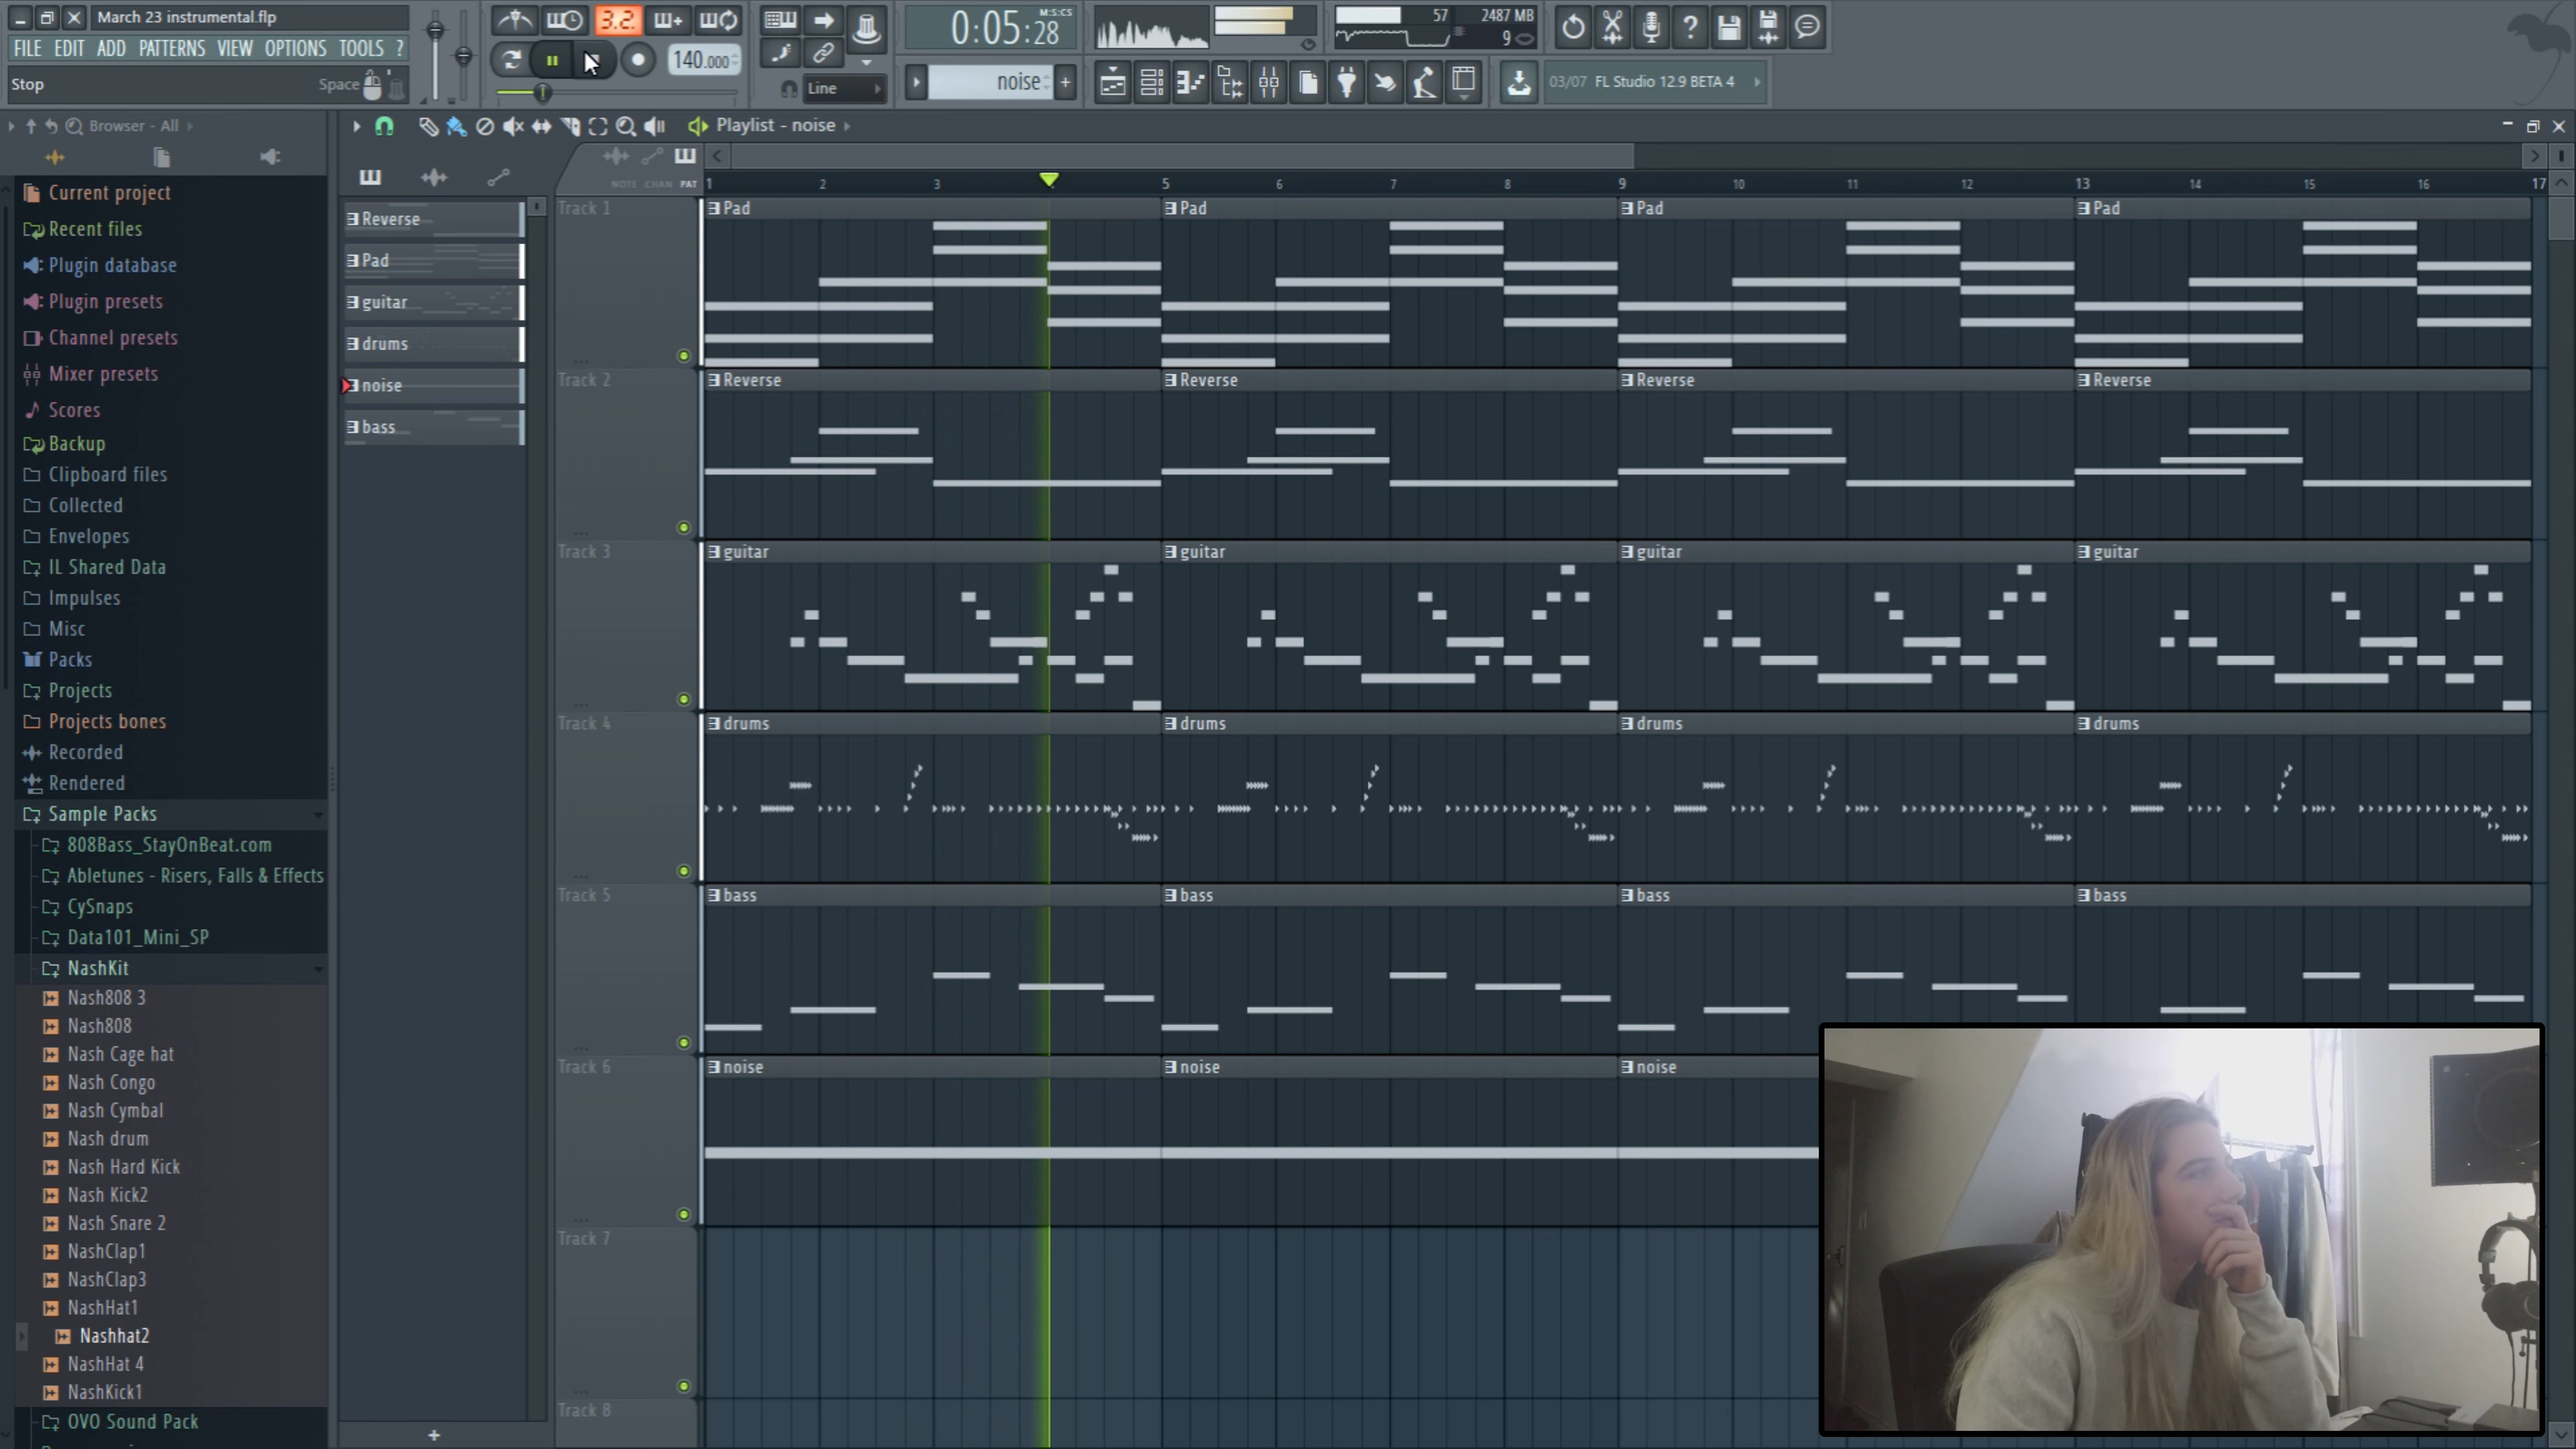 March 23 instrumental.flp
FILE EDIT ADD PATTERNS VIEW OPTIONS TOOLS ?
Stop Space
3.2.
140.000
0:05:28
M:S:CS
57
2487 MB
9
Line
noise
03/07 FL Studio 12.9 BETA 4
Browser - All
Playlist - noise
NOTE CHAN PAT
1 2 3 5 6 7 8 9 10 11 12 13 14 15 16 17
Current project
Recent files
Plugin database
Plugin presets
Channel presets
Mixer presets
Scores
Backup
Clipboard files
Collected
Envelopes
IL Shared Data
Impulses
Misc
Packs
Projects
Projects bones
Recorded
Rendered
Sample Packs
808Bass_StayOnBeat.com
Abletunes - Risers, Falls & Effects
CySnaps
Data101_Mini_SP
NashKit
Nash808 3
Nash808
Nash Cage hat
Nash Congo
Nash Cymbal
Nash drum
Nash Hard Kick
Nash Kick2
Nash Snare 2
NashClap1
NashClap3
NashHat1
Nashhat2
NashHat 4
NashKick1
OVO Sound Pack
Reverse
Pad
guitar
drums
noise
bass
Track 1
Pad Pad Pad Pad
Track 2
Reverse Reverse Reverse Reverse
Track 3
guitar guitar guitar guitar
Track 4
drums drums drums drums
Track 5
bass bass bass bass
Track 6
noise noise noise
Track 7
Track 8